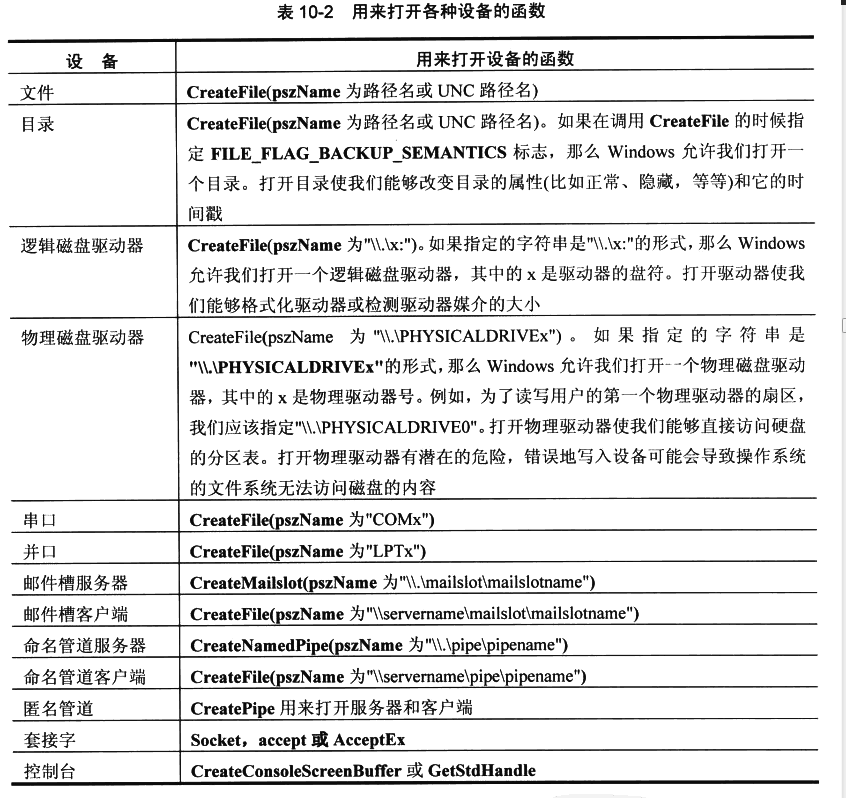 表 10-2 用来打开各种设备的函数
设 备 用来打开设备的函数
文件 CreateFile(pszName 为路径名或 UNC 路径名)
目录 CreateFile(pszName 为路径名或 UNC 路径名)。如果在调用 CreateFile 的时候指
定 FILE_FLAG_BACKUP_SEMANTICS 标志，那么 Windows 允许我们打开一
个目录。打开目录使我们能够改变目录的属性(比如正常、隐藏，等等)和它的时
间戳
逻辑磁盘驱动器 CreateFile(pszName 为"\\.\x:")。如果指定的字符串是"\\.\x:"的形式，那么 Windows
允许我们打开一个逻辑磁盘驱动器，其中的 x 是驱动器的盘符。打开驱动器使我
们能够格式化驱动器或检测驱动器媒介的大小
物理磁盘驱动器 CreateFile(pszName 为 "\\.\PHYSICALDRIVEx") 。如果指定的字符串是
"\\.\PHYSICALDRIVEx"的形式，那么 Windows 允许我们打开一个物理磁盘驱动
器，其中的 x 是物理驱动器号。例如，为了读写用户的第一个物理驱动器的扇区，
我们应该指定"\\.\PHYSICALDRIVE0"。打开物理驱动器使我们能够直接访问硬盘
的分区表。打开物理驱动器有潜在的危险，错误地写入设备可能会导致操作系统
的文件系统无法访问磁盘的内容
串口 CreateFile(pszName 为"COMx")
并口 CreateFile(pszName 为"LPTx")
邮件槽服务器 CreateMailslot(pszName 为"\\.\mailslot\mailslotname")
邮件槽客户端 CreateFile(pszName 为"\\servername\mailslot\mailslotname")
命名管道服务器 CreateNamedPipe(pszName 为"\\.\pipe\pipename")
命名管道客户端 CreateFile(pszName 为"\\servername\pipe\pipename")
匿名管道 CreatePipe 用来打开服务器和客户端
套接字 Socket，accept 或 AcceptEx
控制台 CreateConsoleScreenBuffer 或 GetStdHandle